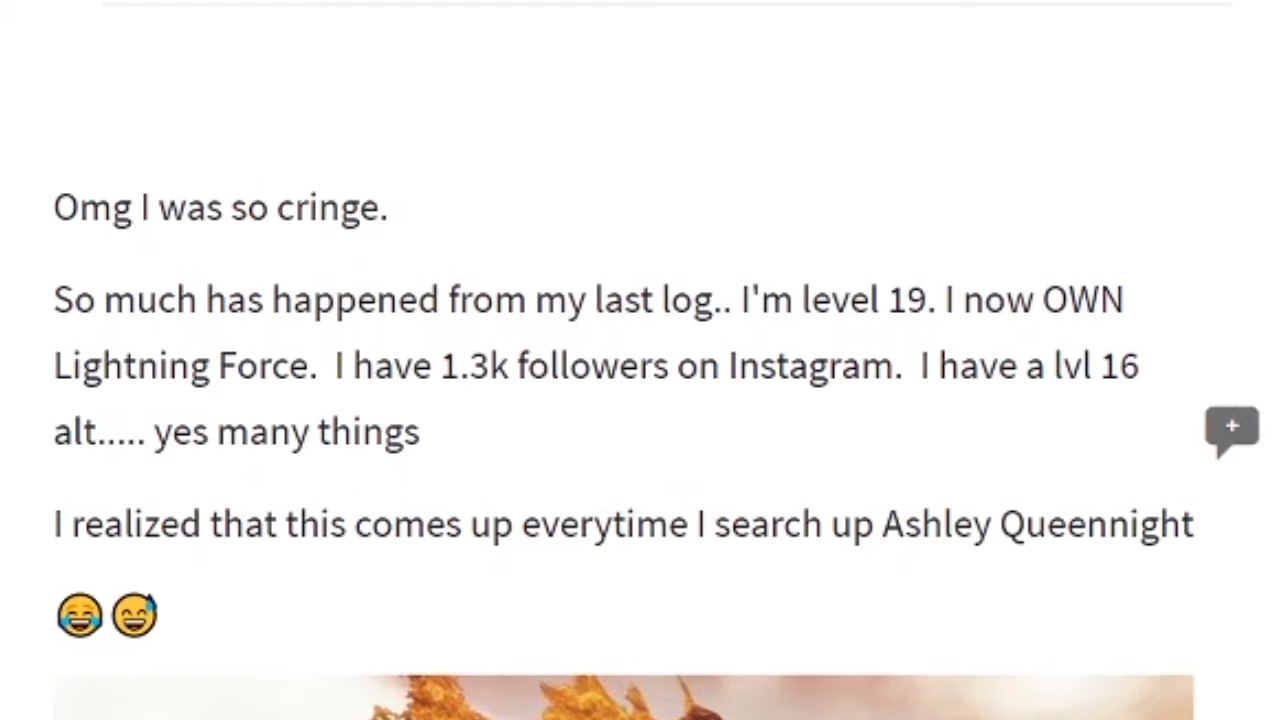 Omg I was so cringe.
So much has happened from my last log.. I'm level 19. I now OWN
Lightning Force.  I have 1.3k followers on Instagram.  I have a lvl 16
alt..... yes many things
+
I realized that this comes up everytime I search up Ashley Queennight
😂😅